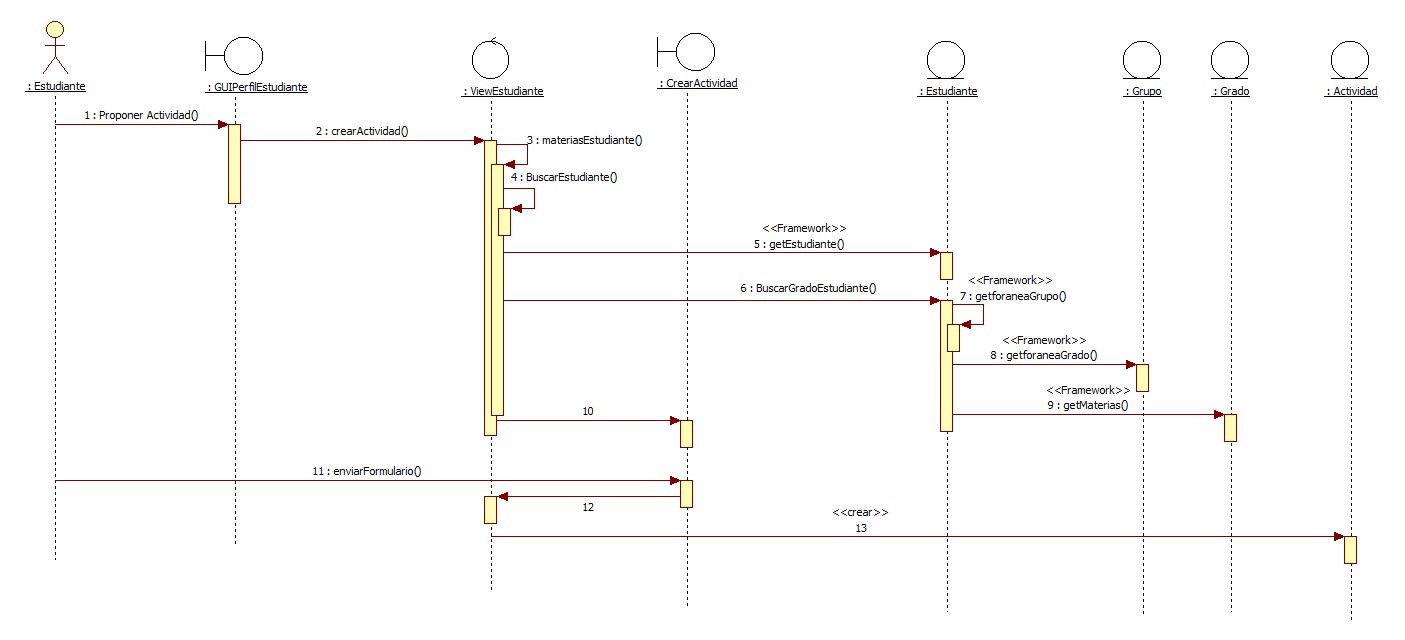 : Estudiante
: GUIPerfilEstudiante
: ViewEstudiante
: CrearActividad
: Estudiante
: Grupo
: Grado
: Actividad
1 : Proponer Actividad()
2 : crearActividad()
3 : materiasEstudiante()
4 : BuscarEstudiante()
<<Framework>>
5 : getEstudiante()
6 : BuscarGradoEstudiante()
<<Framework>>
7 : getforaneaGrupo()
<<Framework>>
8 : getforaneaGrado()
<<Framework>>
9 : getMaterias()
10
11 : enviarFormulario()
12
<<crear>>
13